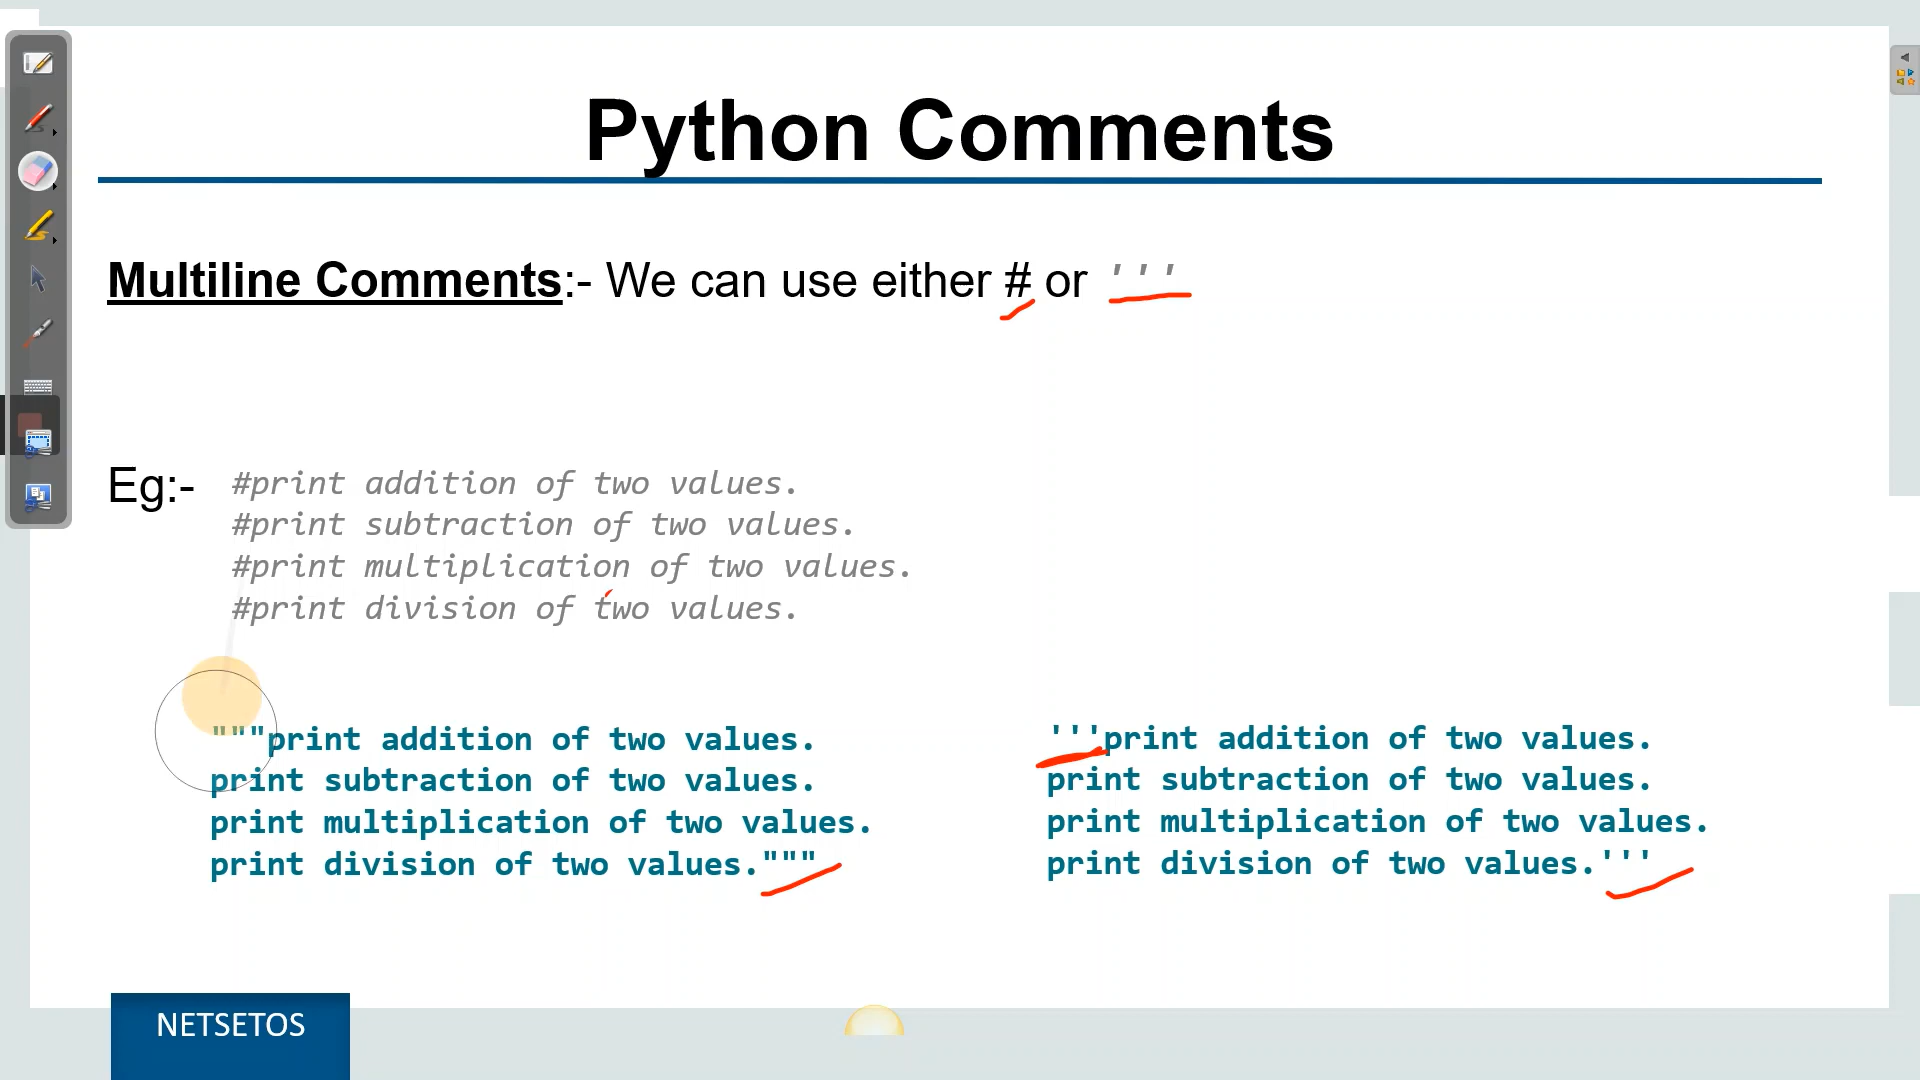 Python Comments
Multiline Comments:- We can use either # or '''
Eg:- #print addition of two values.
#print subtraction of two values.
#print multiplication of two values.
#print division of two values.
"""print addition of two values.
print subtraction of two values.
print multiplication of two values.
print division of two values."""
'''print addition of two values.
print subtraction of two values.
print multiplication of two values.
print division of two values.'''
NETSETOS